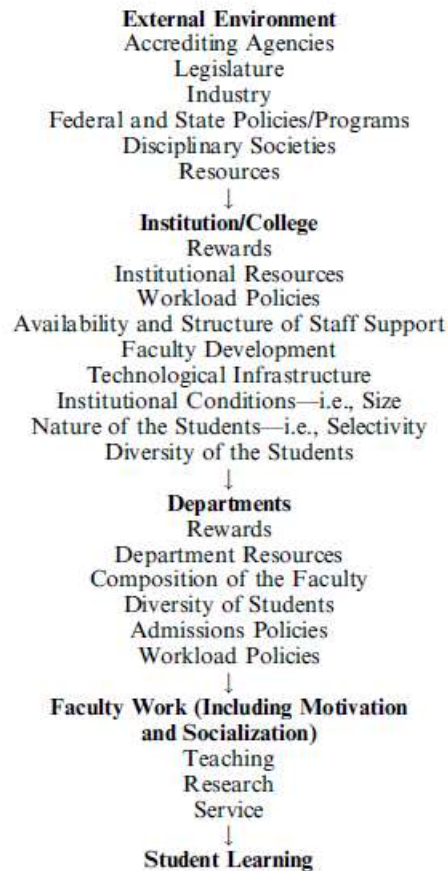 External Environment
Accrediting Agencies
Legislature
Industry
Federal and State Policies/Programs
Disciplinary Societies
Resources
↓
Institution/College
Rewards
Institutional Resources
Workload Policies
Availability and Structure of Staff Support
Faculty Development
Technological Infrastructure
Institutional Conditions—i.e., Size
Nature of the Students—i.e., Selectivity
Diversity of the Students
↓
Departments
Rewards
Department Resources
Composition of the Faculty
Diversity of Students
Admissions Policies
Workload Policies
↓
Faculty Work (Including Motivation
and Socialization)
Teaching
Research
Service
↓
Student Learning